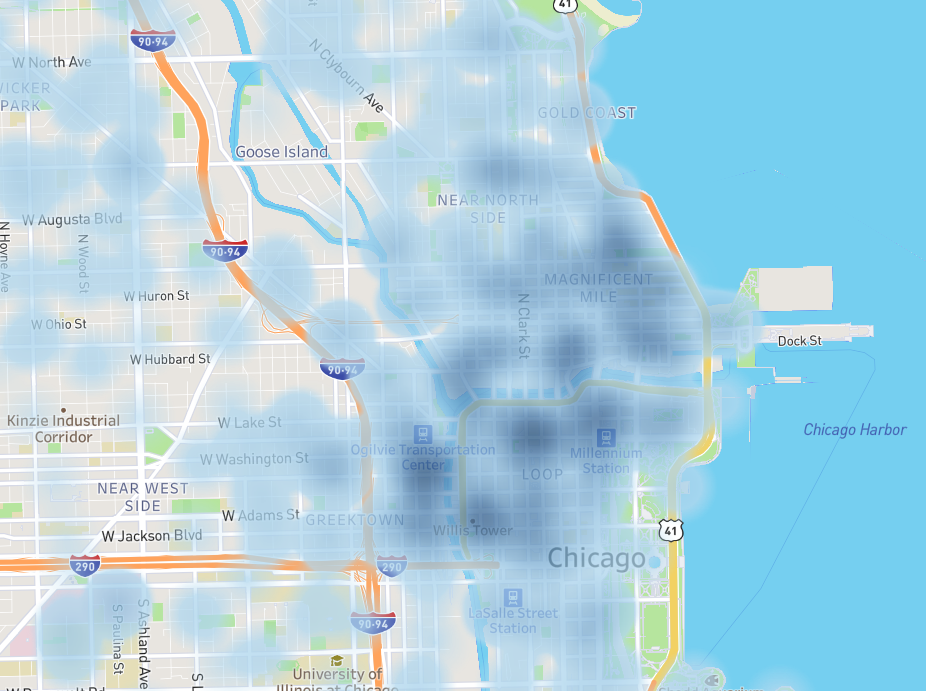 41
90-94
W North Ave
N Clybourn
Ave
WICKER
PARK
GOLD COAST
Goose Island
NEAR NORTH
SIDE
W Augusta Blvd
N Hoyne Ave
N Wood St
90-94
MAGNIFICENT
MILE
W Huron St
N Clark St
W Ohio St
Dock St
W Hubbard St
90-94
Kinzie Industrial
Corridor
W Lake St
Chicago Harbor
Ogilvie Transportation
Center
Millennium
Station
W Washington St
LOOP
NEAR WEST
SIDE
W Adams St
GREEKTOWN
Willis Tower
W Jackson Blvd
41
Chicago
290
290
S Paulina St
S Ashland Ave
LaSalle Street
Station
90-94
University of
Illinois at Chicago